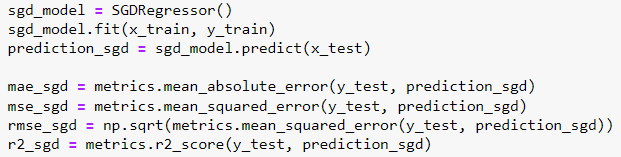 sgd_model = SGDRegressor()
sgd_model.fit(x_train, y_train)
prediction_sgd = sgd_model.predict(x_test)

mae_sgd = metrics.mean_absolute_error(y_test, prediction_sgd)
mse_sgd = metrics.mean_squared_error(y_test, prediction_sgd)
rmse_sgd = np.sqrt(metrics.mean_squared_error(y_test, prediction_sgd))
r2_sgd = metrics.r2_score(y_test, prediction_sgd)